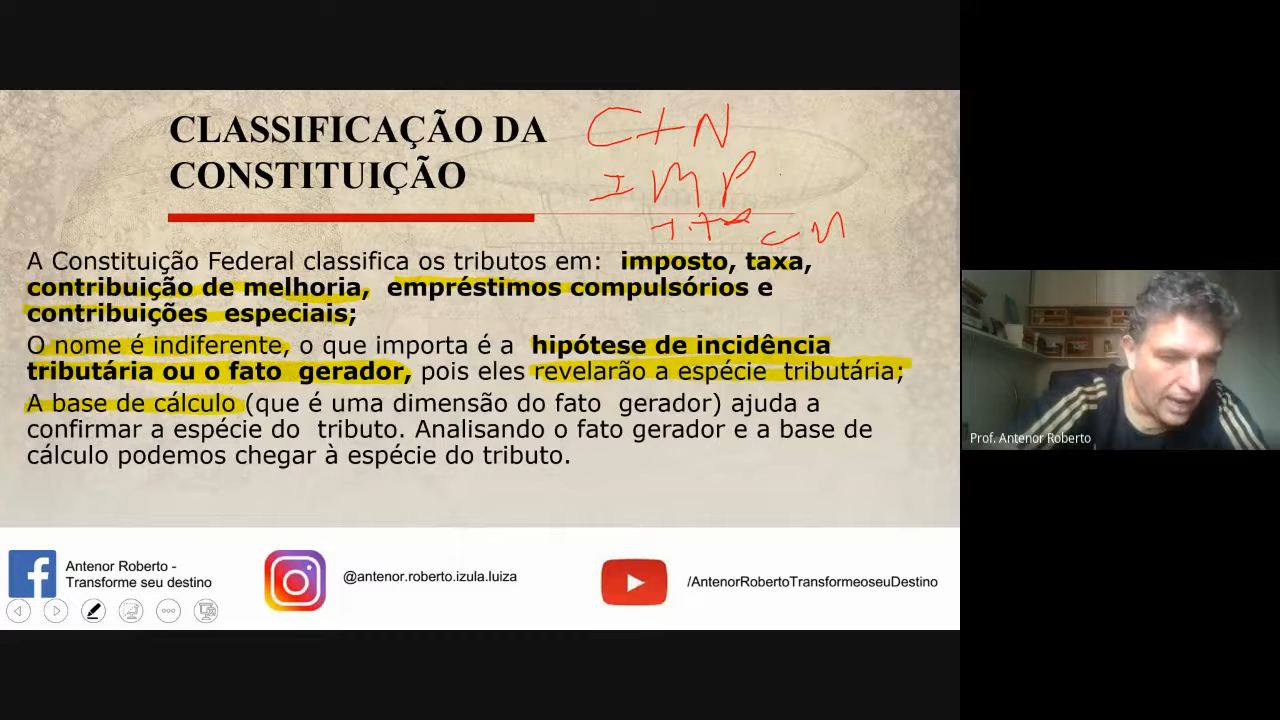 CLASSIFICAÇÃO DA
CONSTITUIÇÃO
CTN
IMP
CM
A Constituição Federal classifica os tributos em: imposto, taxa,
contribuição de melhoria, empréstimos compulsórios e
contribuições especiais;
O nome é indiferente, o que importa é a hipótese de incidência
tributária ou o fato gerador, pois eles revelarão a espécie tributária;
A base de cálculo (que é uma dimensão do fato gerador) ajuda a
confirmar a espécie do tributo. Analisando o fato gerador e a base de
cálculo podemos chegar à espécie do tributo.
Antenor Roberto -
Transforme seu destino
@antenor.roberto.izula.luiza
/AntenorRobertoTransformeoseuDestino
Prof. Antenor Roberto